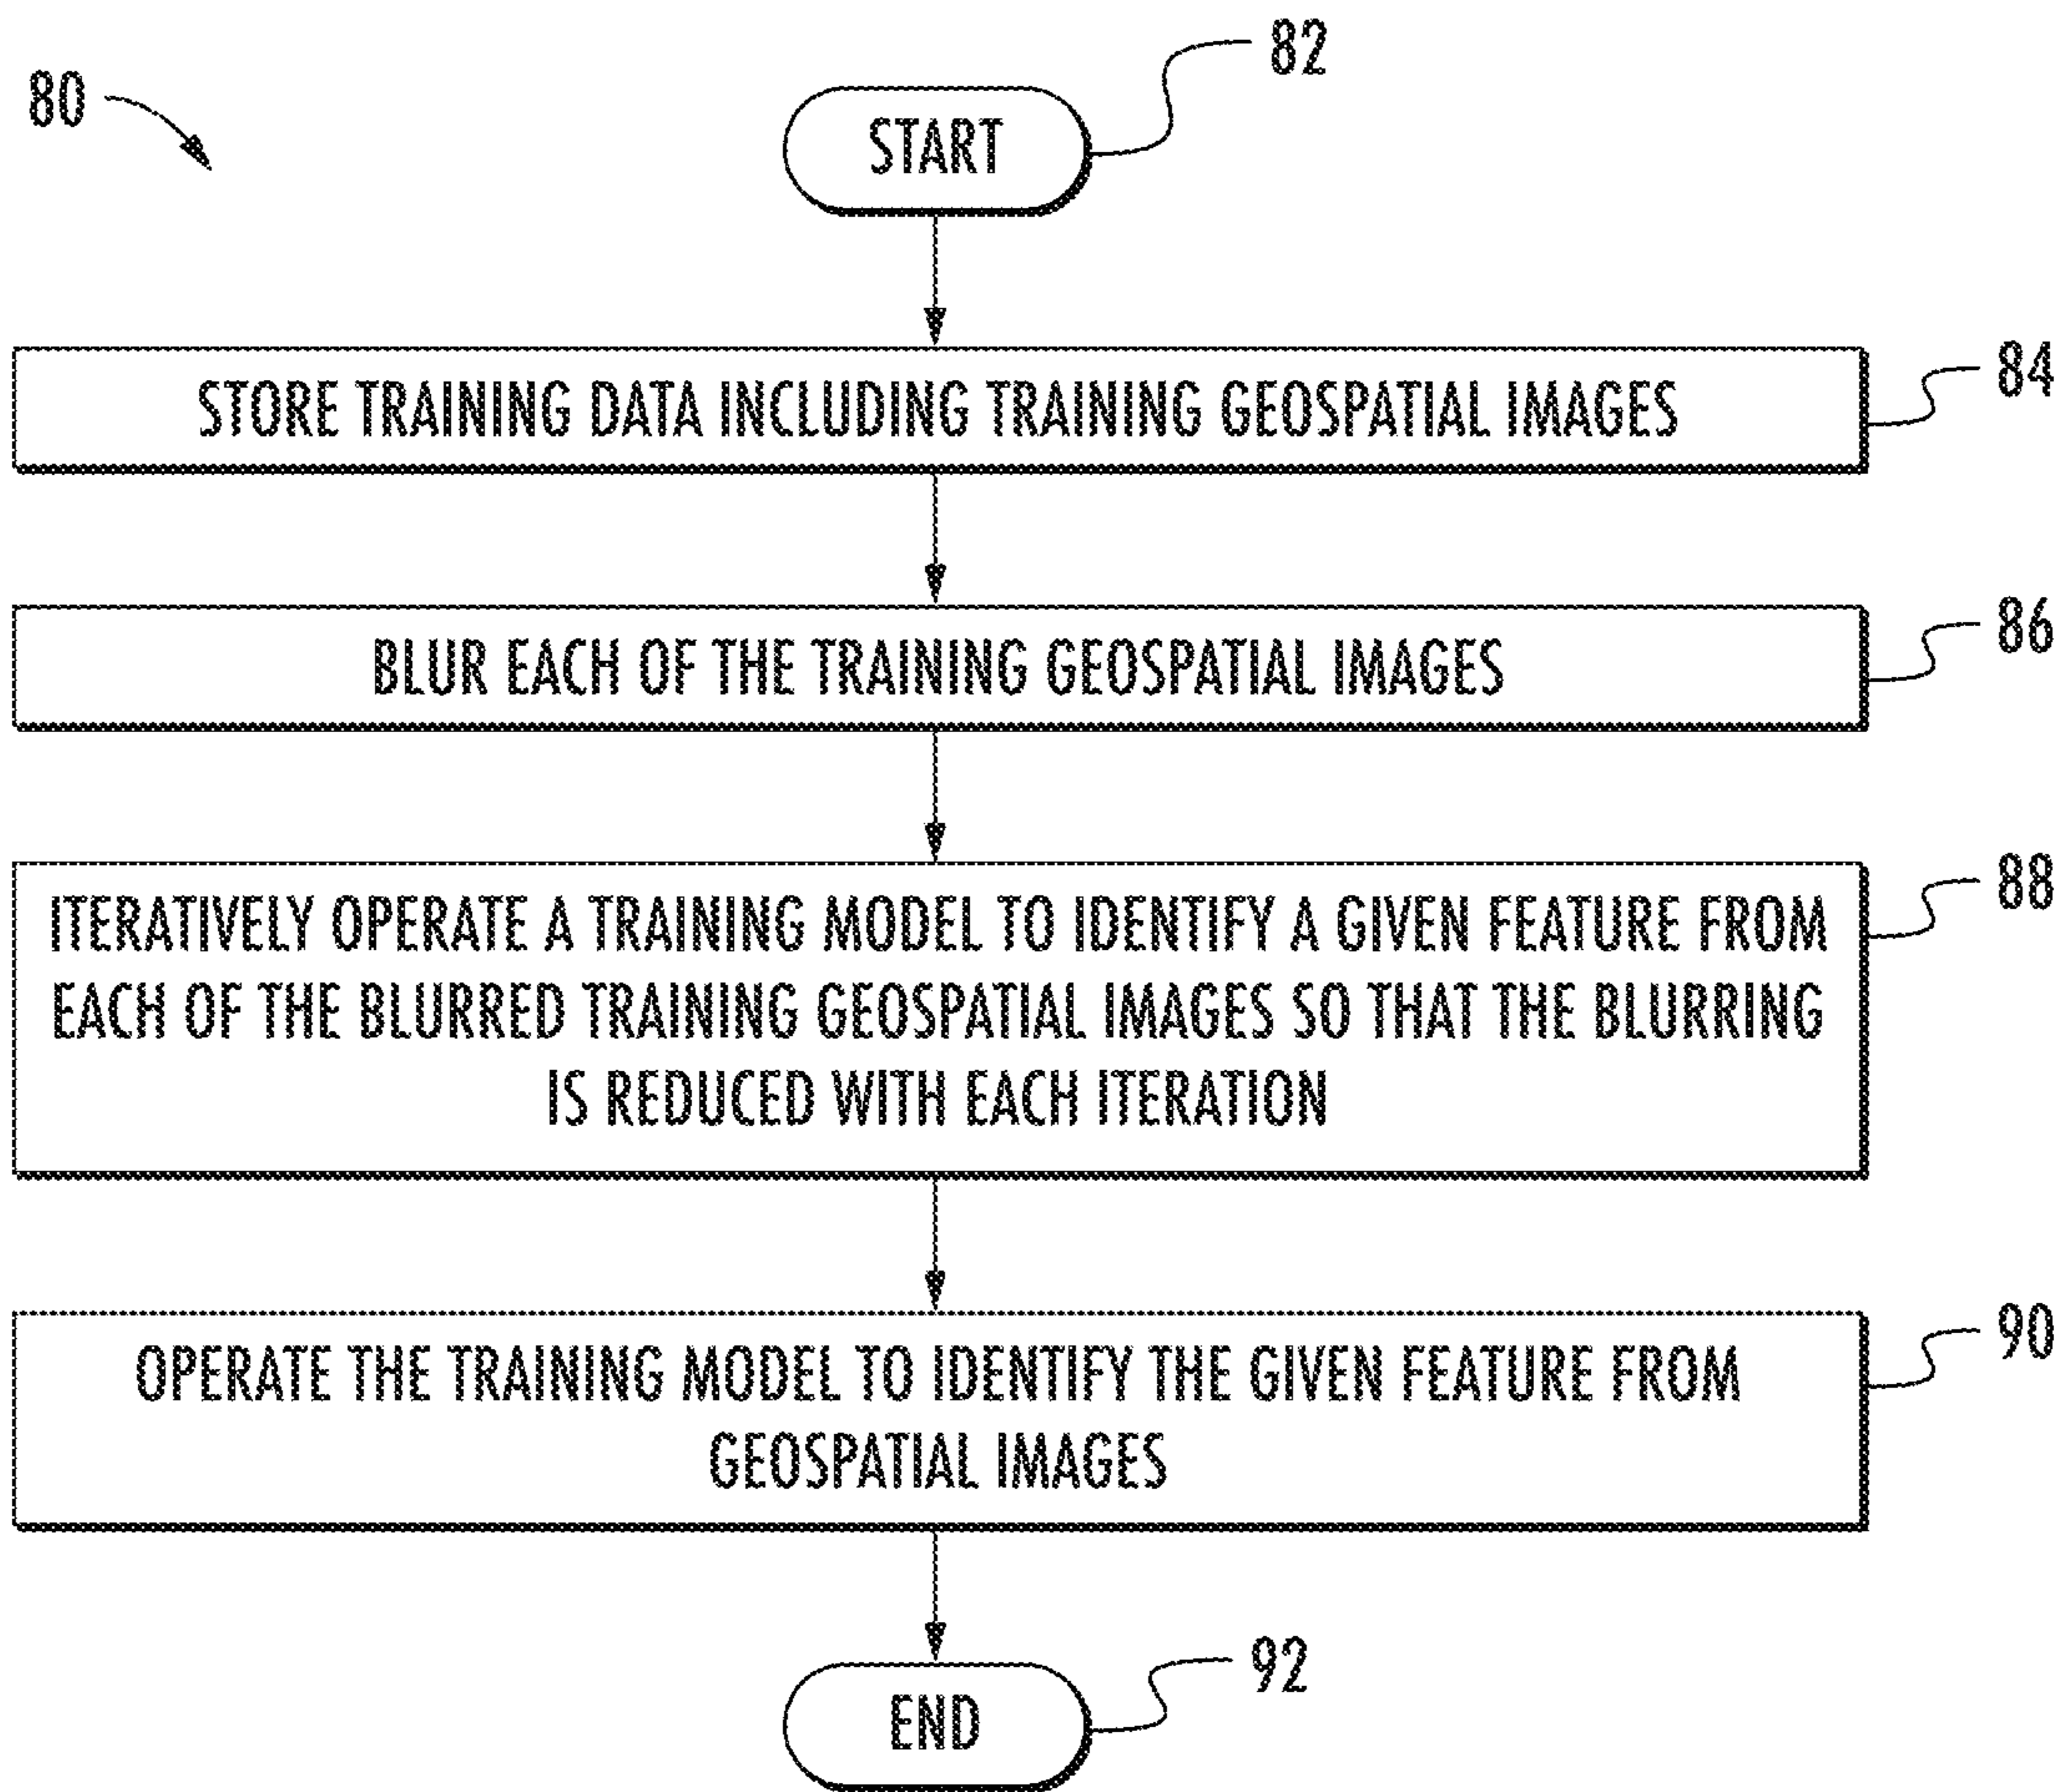 82
80
START
84
STORE TRAINING DATA INCLUDING TRAINING GEOSPATIAL IMAGES
86
BLUR EACH OF THE TRAINING GEOSPATIAL IMAGES
88
ITERATIVELY OPERATE A TRAINING MODEL TO IDENTIFY A GIVEN FEATURE FROM
EACH OF THE BLURRED TRAINING GEOSPATIAL IMAGES SO THAT THE BLURRING
IS REDUCED WITH EACH ITERATION
90
OPERATE THE TRAINING MODEL TO IDENTIFY THE GIVEN FEATURE FROM
GEOSPATIAL IMAGES
92
END